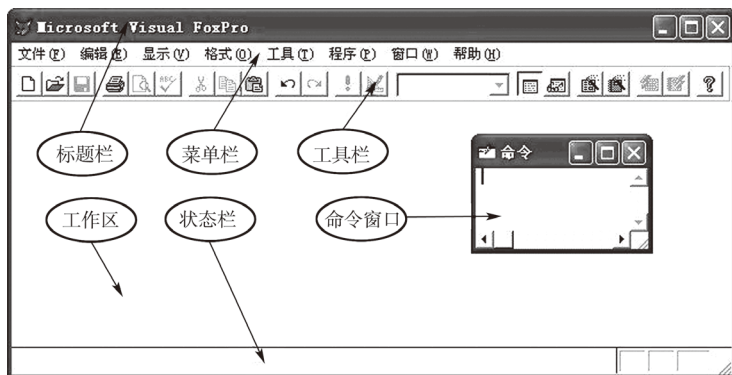 Microsoft Visual FoxPro
文件(F) 编辑(E) 显示(V) 格式(O) 工具(T) 程序(P) 窗口(W) 帮助(H)
标题栏 菜单栏 工具栏 命令
工作区 状态栏 命令窗口